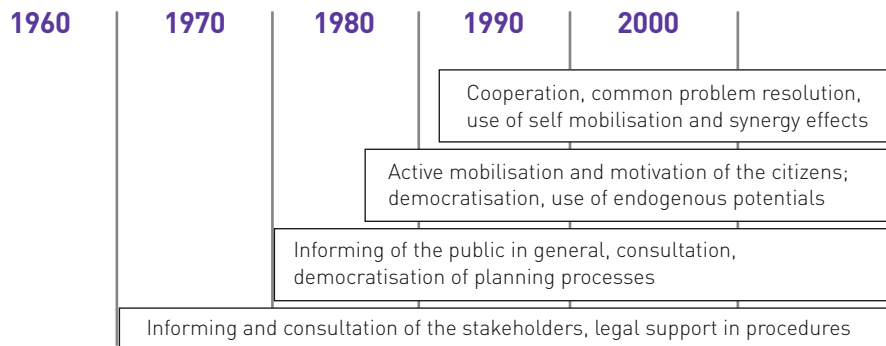 1960 1970 1980 1990 2000
Cooperation, common problem resolution,
use of self mobilisation and synergy effects
Active mobilisation and motivation of the citizens;
democratisation, use of endogenous potentials
Informing of the public in general, consultation,
democratisation of planning processes
Informing and consultation of the stakeholders, legal support in procedures